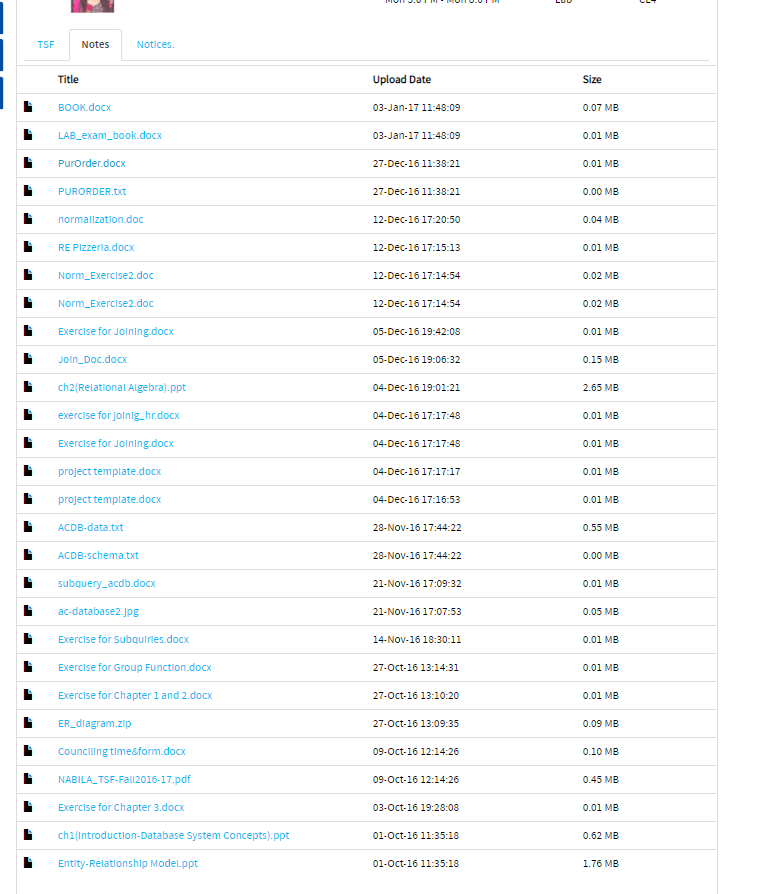 Mon 5:0 PM - Mon 8:0 PM Lab CL4
TSF Notes Notices.
Title Upload Date Size
BOOK.docx 03-Jan-17 11:48:09 0.07 MB
LAB_exam_book.docx 03-Jan-17 11:48:09 0.01 MB
PurOrder.docx 27-Dec-16 11:38:21 0.01 MB
PURORDER.txt 27-Dec-16 11:38:21 0.00 MB
normalization.doc 12-Dec-16 17:20:50 0.04 MB
RE Pizzeria.docx 12-Dec-16 17:15:13 0.01 MB
Norm_Exercise2.doc 12-Dec-16 17:14:54 0.02 MB
Norm_Exercise2.doc 12-Dec-16 17:14:54 0.02 MB
Exercise for Joining.docx 05-Dec-16 19:42:08 0.01 MB
Join_Doc.docx 05-Dec-16 19:06:32 0.15 MB
ch2(Relational Algebra).ppt 04-Dec-16 19:01:21 2.65 MB
exercise for joinig_hr.docx 04-Dec-16 17:17:48 0.01 MB
Exercise for Joining.docx 04-Dec-16 17:17:48 0.01 MB
project template.docx 04-Dec-16 17:17:17 0.01 MB
project template.docx 04-Dec-16 17:16:53 0.01 MB
ACDB-data.txt 28-Nov-16 17:44:22 0.55 MB
ACDB-schema.txt 28-Nov-16 17:44:22 0.00 MB
subquery_acdb.docx 21-Nov-16 17:09:32 0.01 MB
ac-database2.jpg 21-Nov-16 17:07:53 0.05 MB
Exercise for Subquiries.docx 14-Nov-16 18:30:11 0.01 MB
Exercise for Group Function.docx 27-Oct-16 13:14:31 0.01 MB
Exercise for Chapter 1 and 2.docx 27-Oct-16 13:10:20 0.01 MB
ER_diagram.zip 27-Oct-16 13:09:35 0.09 MB
Counciling time&form.docx 09-Oct-16 12:14:26 0.10 MB
NABILA_TSF-Fall2016-17.pdf 09-Oct-16 12:14:26 0.45 MB
Exercise for Chapter 3.docx 03-Oct-16 19:28:08 0.01 MB
ch1(Introduction-Database System Concepts).ppt 01-Oct-16 11:35:18 0.62 MB
Entity-Relationship Model.ppt 01-Oct-16 11:35:18 1.76 MB